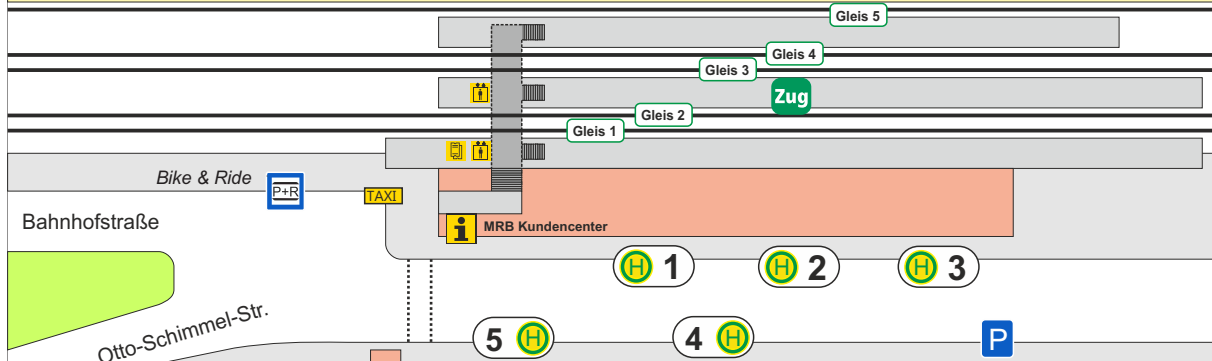 Gleis 5
Gleis 4
Gleis 3
Zug
Gleis 2
Gleis 1
Bike & Ride
P+R
TAXI
Bahnhofstraße
i MRB Kundencenter
H 1
H 2
H 3
Otto-Schimmel-Str.
5 H
4 H
P